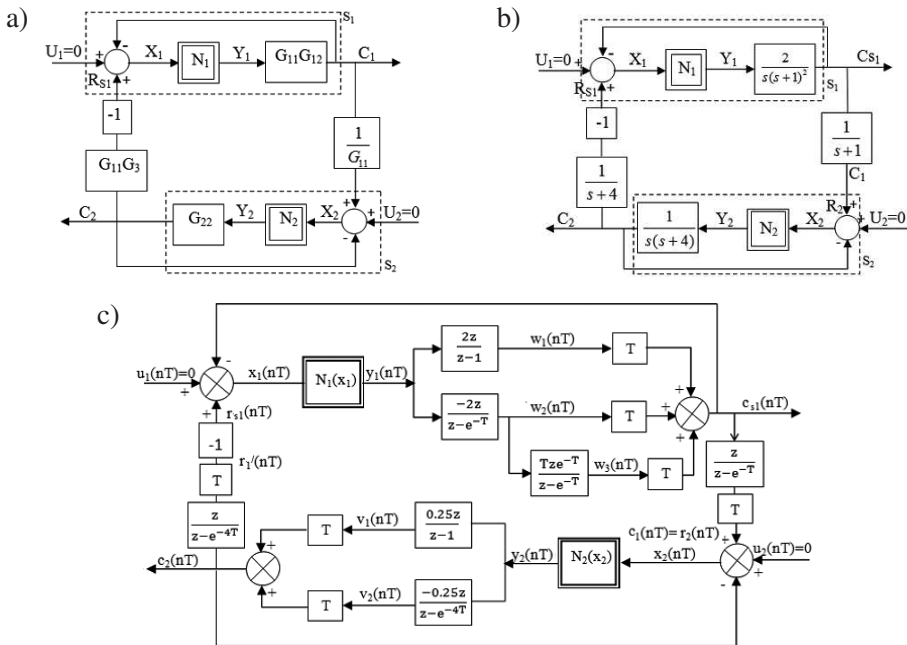 a)
S₁
U₁=0
+
-
+
R_S1
X₁
N₁
Y₁
G₁₁G₁₂
C₁
-1
G₁₁G₃
1/G₁₁
C₂
G₂₂
Y₂
N₂
X₂
+
+
-
U₂=0
S₂
b)
U₁=0
+
-
+
R_S1
X₁
N₁
Y₁
2/s(s+1)²
S₁
Cs₁
-1
1/s+4
1/s+1
C₁
C₂
1/s(s+4)
Y₂
N₂
X₂
R₂
+
+
-
U₂=0
S₂
c)
u₁(nT)=0
+
-
+
x₁(nT)
N₁(x₁)
y₁(nT)
2z/z-1
w₁(nT)
T
-2z/z-e^-T
w₂(nT)
T
Tze^-T/z-e^-T
w₃(nT)
T
+
+
+
c_s1(nT)
r_s1(nT)
-1
r₁′(nT)
T
z/z-e^-4T
z/z-e^-T
T
c₂(nT)
+
+
T
v₁(nT)
0.25z/z-1
T
v₂(nT)
-0.25z/z-e^-4T
y₂(nT)
N₂(x₂)
c₁(nT)=r₂(nT)
x₂(nT)
+
+
-
u₂(nT)=0